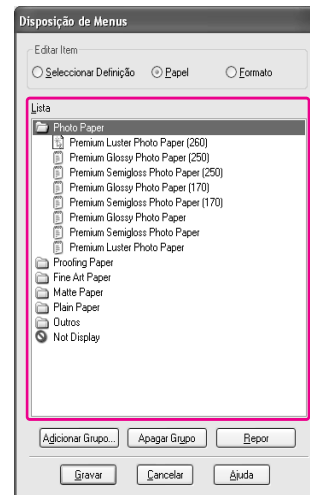 Disposição de Menus
Editar Item
Seleccionar Definição Papel Formato
Lista
Photo Paper
Premium Luster Photo Paper (260)
Premium Glossy Photo Paper (250)
Premium Semigloss Photo Paper (250)
Premium Glossy Photo Paper (170)
Premium Semigloss Photo Paper (170)
Premium Glossy Photo Paper
Premium Semigloss Photo Paper
Premium Luster Photo Paper
Proofing Paper
Fine Art Paper
Matte Paper
Plain Paper
Outros
Not Display
Adicionar Grupo... Apagar Grupo Repor
Gravar Cancelar Ajuda